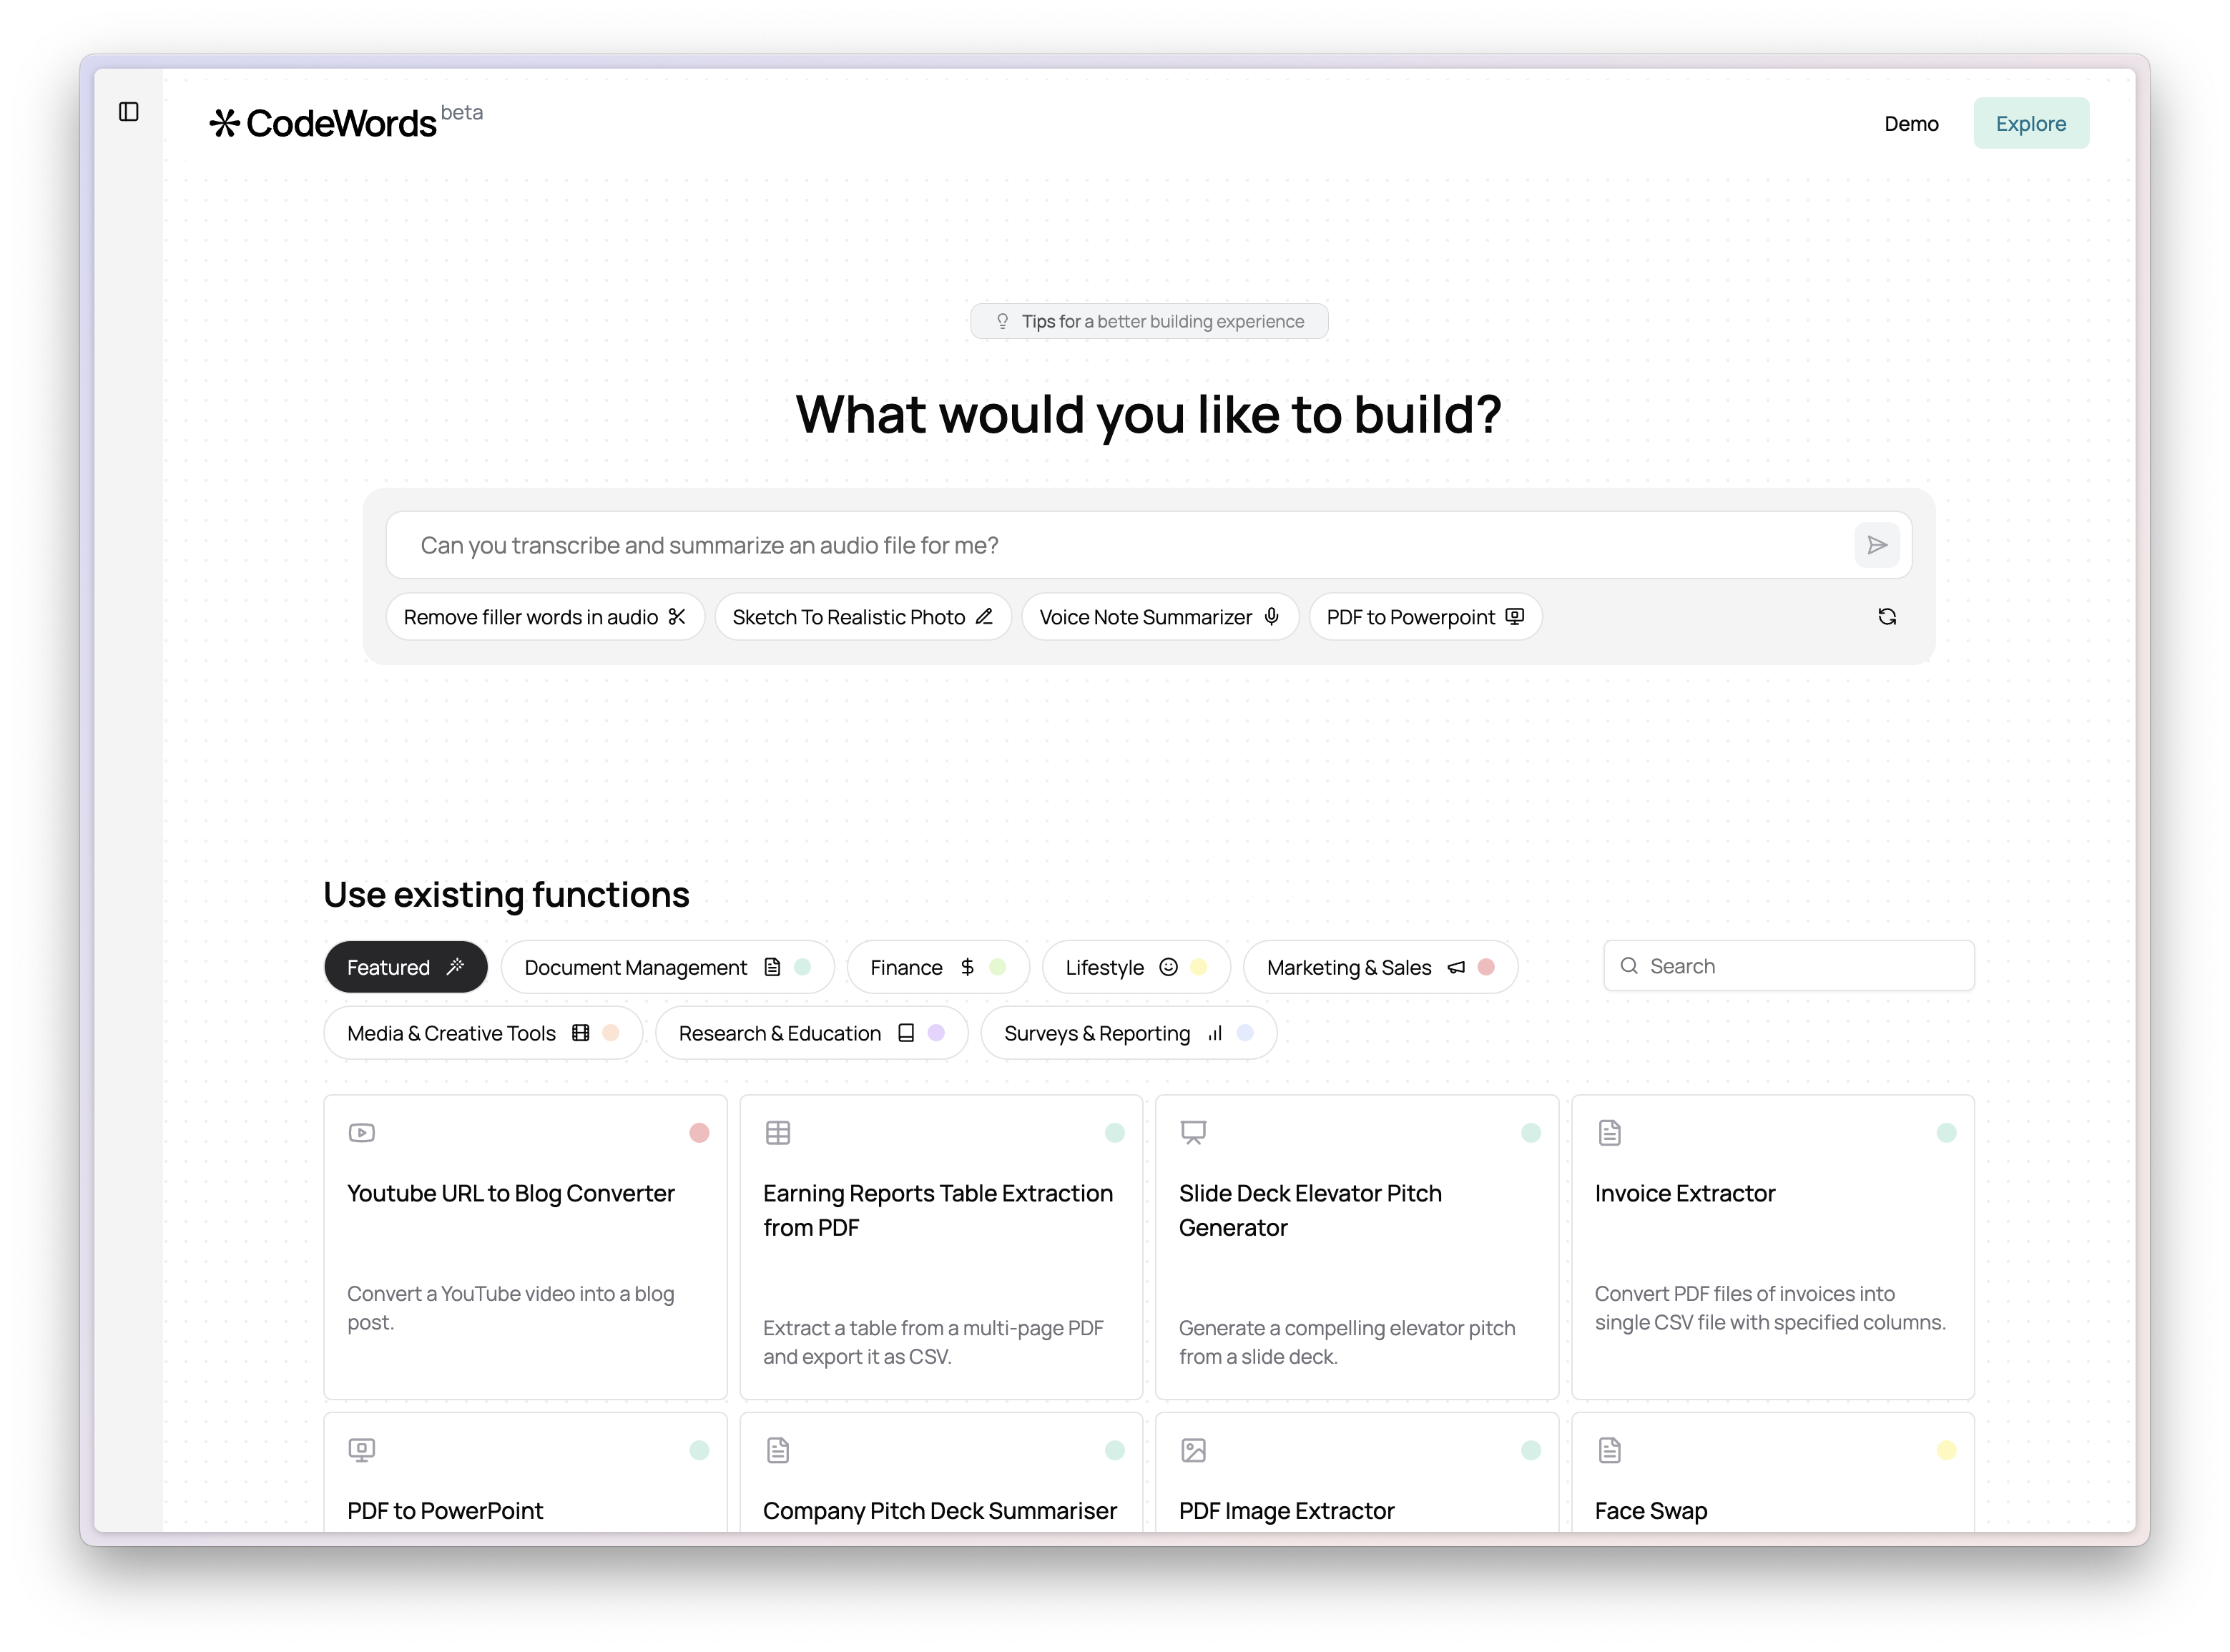 CodeWords beta
Demo
Explore
Tips for a better building experience
What would you like to build?
Can you transcribe and summarize an audio file for me?
Remove filler words in audio
Sketch To Realistic Photo
Voice Note Summarizer
PDF to Powerpoint
Use existing functions
Featured
Document Management
Finance
Lifestyle
Marketing & Sales
Search
Media & Creative Tools
Research & Education
Surveys & Reporting
Youtube URL to Blog Converter
Convert a YouTube video into a blog
post.
Earning Reports Table Extraction
from PDF
Extract a table from a multi-page PDF
and export it as CSV.
Slide Deck Elevator Pitch
Generator
Generate a compelling elevator pitch
from a slide deck.
Invoice Extractor
Convert PDF files of invoices into
single CSV file with specified columns.
PDF to PowerPoint
Company Pitch Deck Summariser
PDF Image Extractor
Face Swap